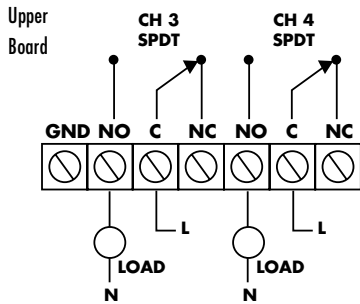 Upper
Board
CH 3
SPDT
CH 4
SPDT
GND NO C NC NO C NC
L L
LOAD LOAD
N N